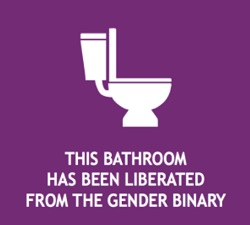 THIS BATHROOM
HAS BEEN LIBERATED
FROM THE GENDER BINARY